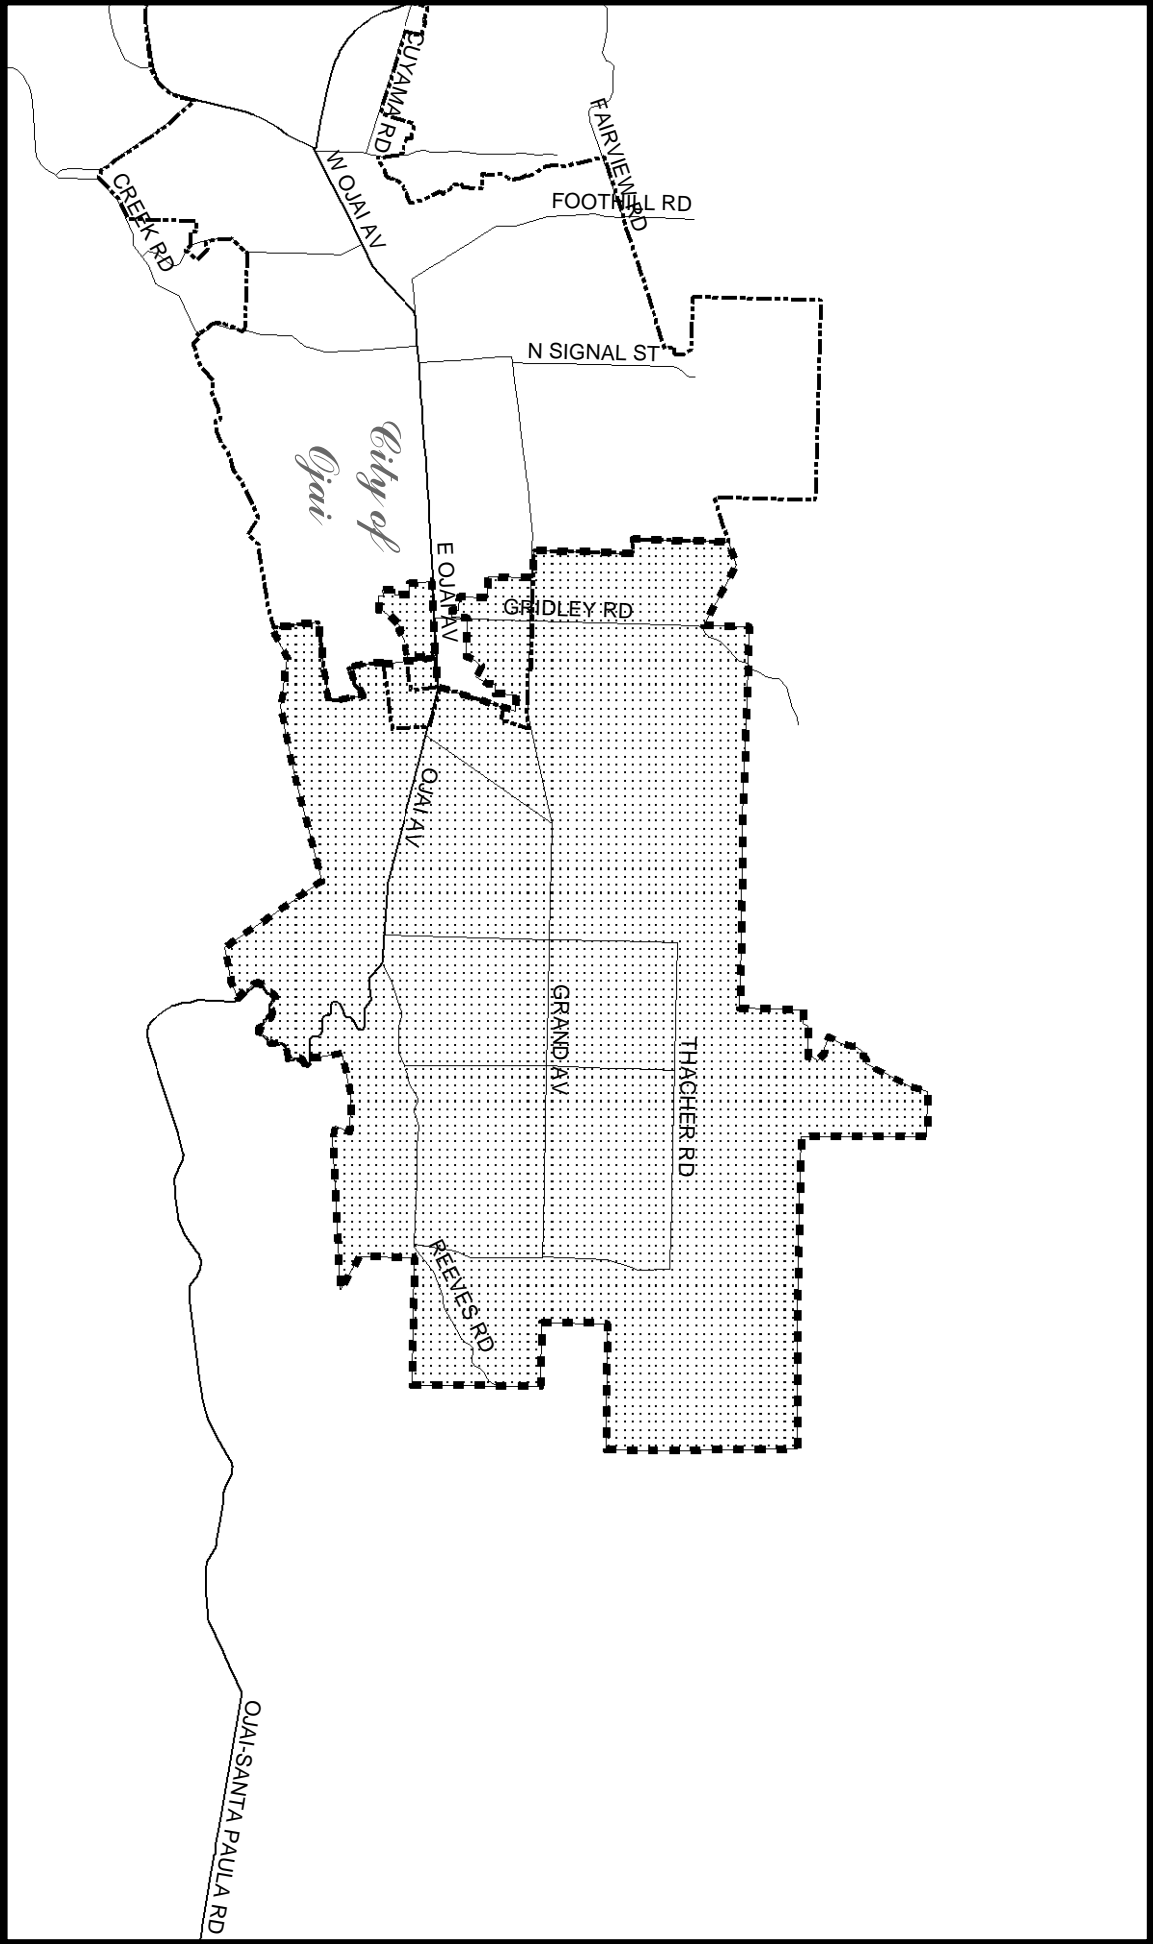 CUYAMA RD
FAIRVIEW RD
W OJAI AV
CREEK RD
FOOTHILL RD
N SIGNAL ST
City of
Ojai
E OJAI AV
GRIDLEY RD
OJAI AV
GRAND AV
THACHER RD
REEVES RD
OJAI-SANTA PAULA RD